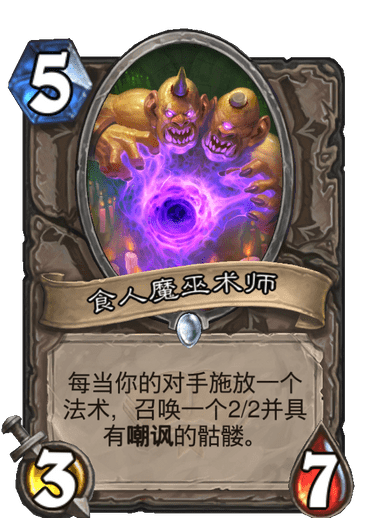 5
食人魔巫术师
每当你的对手施放一个
法术，召唤一个2/2并具
有嘲讽的骷髅。
3
7